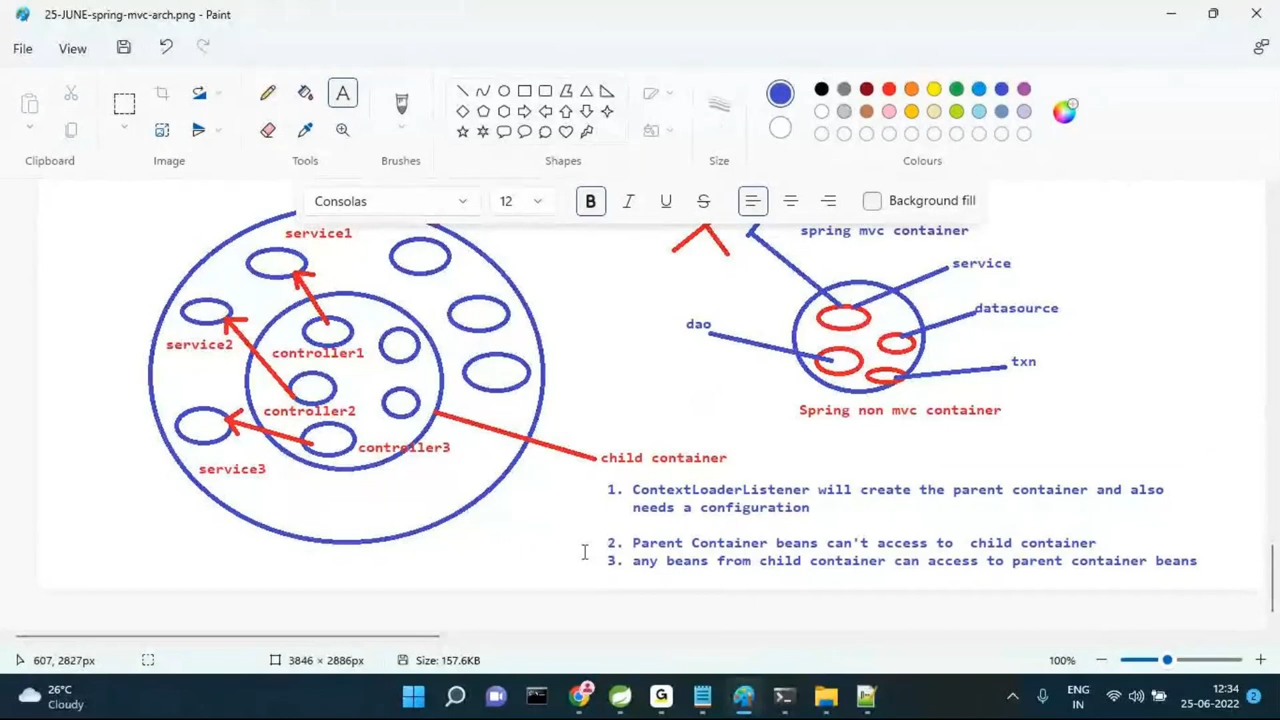 25-JUNE-spring-mvc-arch.png - Paint
File View
Clipboard Image Tools Brushes Shapes Size Colours
Consolas 12 B I U S Background fill
service1
service2
service3
controller1
controller2
controller3
spring mvc container
service
datasource
dao
txn
Spring non mvc container
child container
1. ContextLoaderListener will create the parent container and also
needs a configuration
2. Parent Container beans can't access to child container
3. any beans from child container can access to parent container beans
607, 2827px 3846 × 2886px Size: 157.6KB 100%
26°C
Cloudy
ENG
IN
12:34
25-06-2022
2